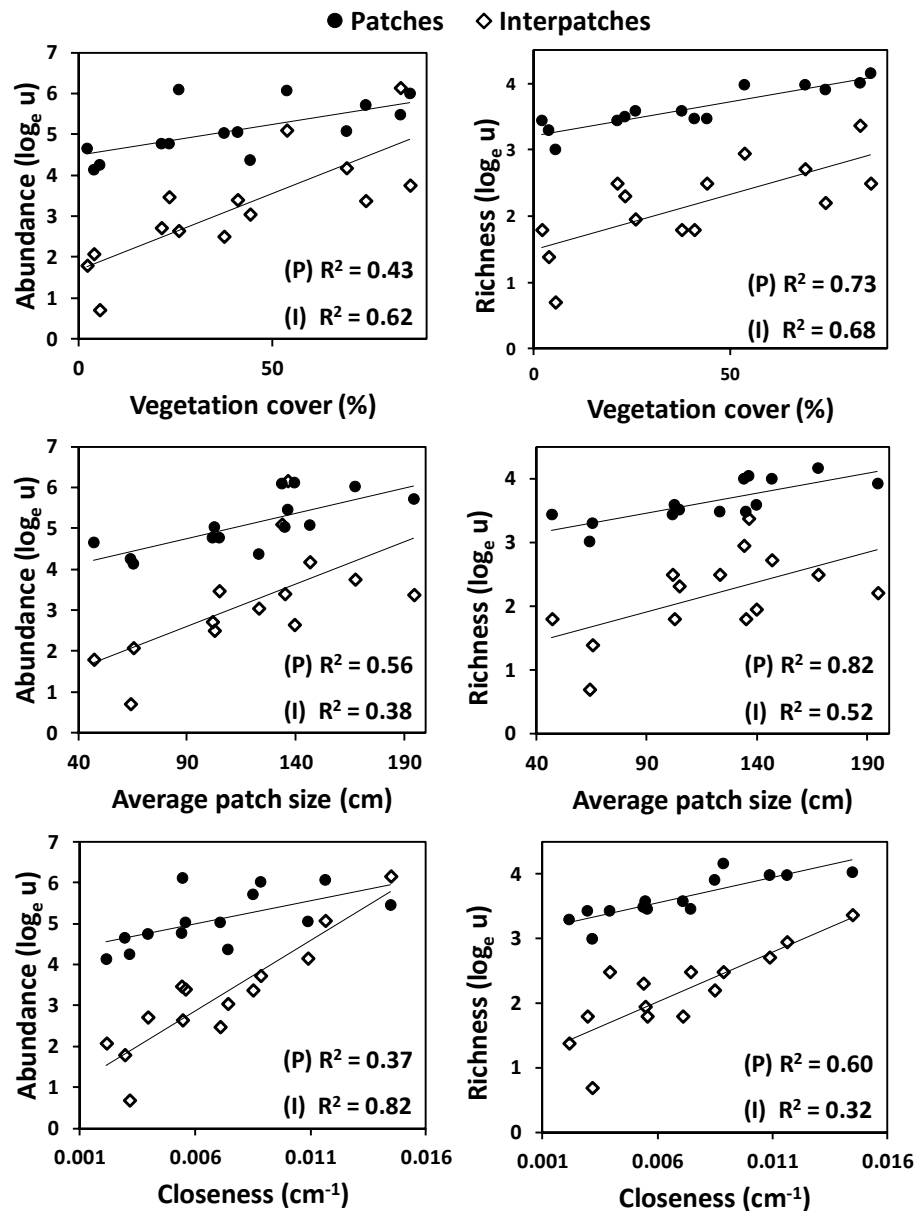 ● Patches ◇ Interpatches
Abundance (log_e u)
7
6
5
4
3
2
1
0
(P) R² = 0.43
(I) R² = 0.62
0 50
Vegetation cover (%)
Richness (log_e u)
4
3
2
1
0
(P) R² = 0.73
(I) R² = 0.68
0 50
Vegetation cover (%)
Abundance (log_e u)
7
6
5
4
3
2
1
0
(P) R² = 0.56
(I) R² = 0.38
40 90 140 190
Average patch size (cm)
Richness (log_e u)
4
3
2
1
0
(P) R² = 0.82
(I) R² = 0.52
40 90 140 190
Average patch size (cm)
Abundance (log_e u)
7
6
5
4
3
2
1
0
(P) R² = 0.37
(I) R² = 0.82
0.001 0.006 0.011 0.016
Closeness (cm⁻¹)
Richness (log_e u)
4
3
2
1
0
(P) R² = 0.60
(I) R² = 0.32
0.001 0.006 0.011 0.016
Closeness (cm⁻¹)